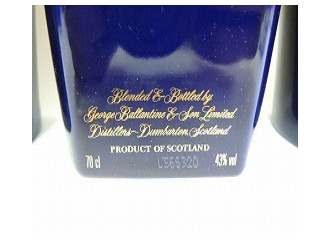 Blended & Bottled by
George Ballantine & Son Limited
Distillers - Dumbarton, Scotland
PRODUCT OF SCOTLAND
70 cl 43% vol